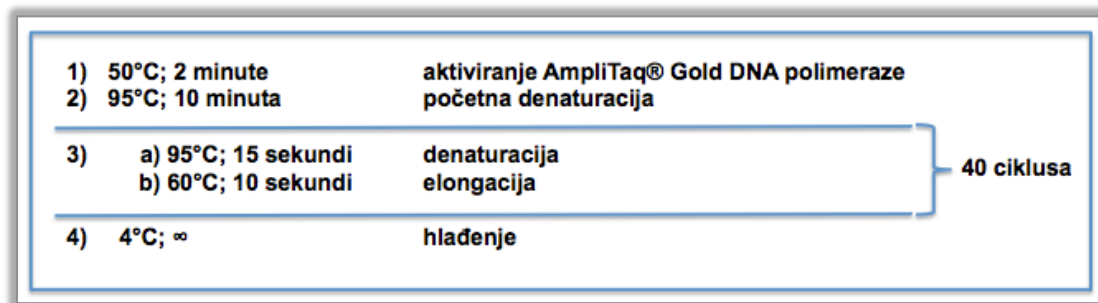 1) 50°C; 2 minute aktiviranje AmpliTaq® Gold DNA polimeraze
2) 95°C; 10 minuta početna denaturacija
3) a) 95°C; 15 sekundi denaturacija
b) 60°C; 10 sekundi elongacija
40 ciklusa
4) 4°C; ∞ hlađenje